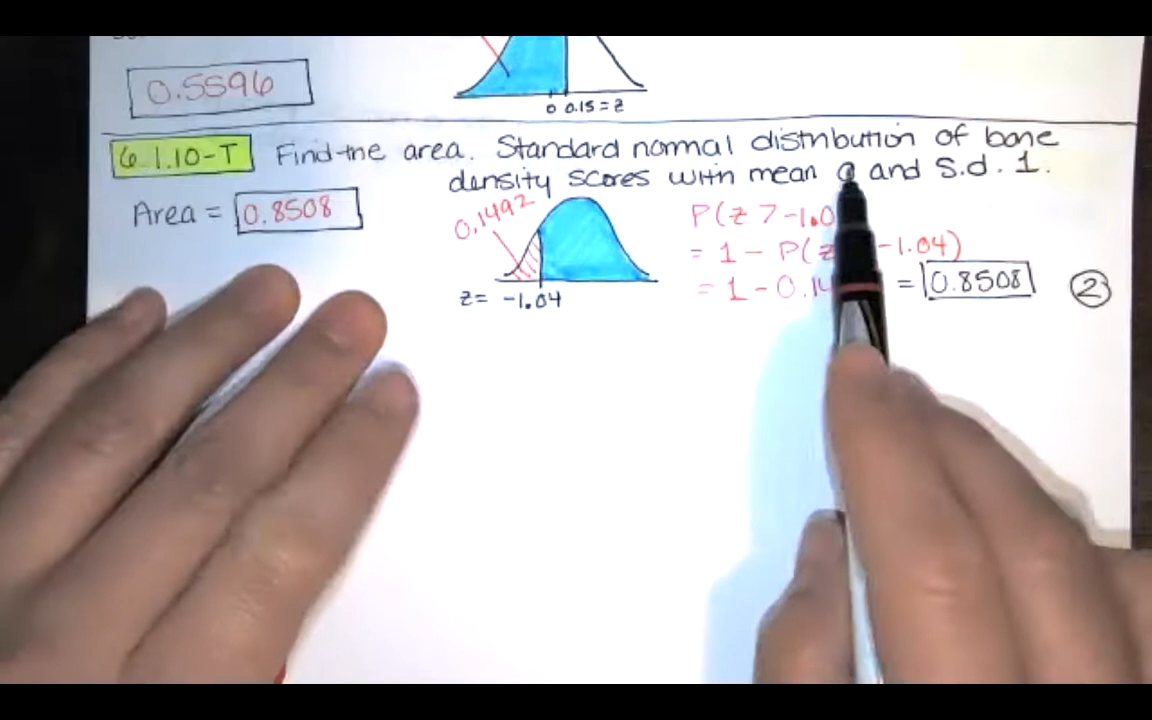 0.5596
0 0.15 = z
6.1.10-T Find the area. Standard normal distribution of bone
density scores with mean 0 and s.d. 1.
Area = 0.8508
0.1492
z = -1.04
P(z > -1.0
= 1 - P(z -1.04)
= 1 - 0.14 = 0.8508
2